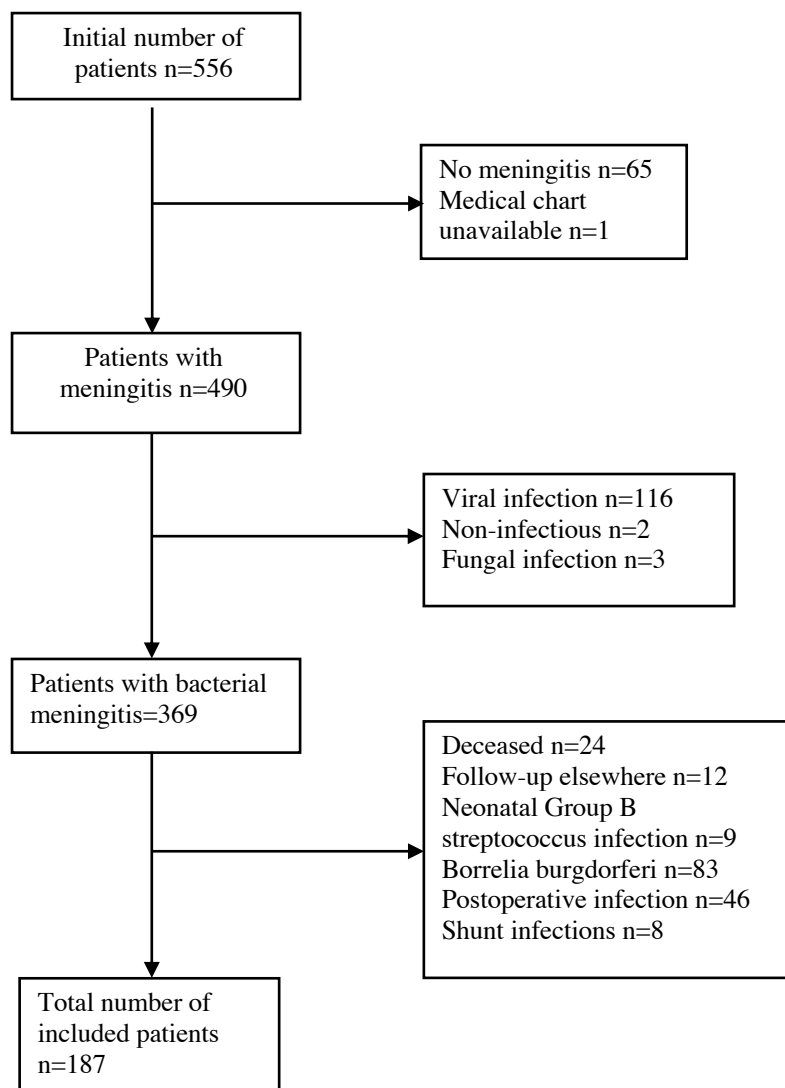 Initial number of
patients n=556
No meningitis n=65
Medical chart
unavailable n=1
Patients with
meningitis n=490
Viral infection n=116
Non-infectious n=2
Fungal infection n=3
Patients with bacterial
meningitis=369
Deceased n=24
Follow-up elsewhere n=12
Neonatal Group B
streptococcus infection n=9
Borrelia burgdorferi n=83
Postoperative infection n=46
Shunt infections n=8
Total number of
included patients
n=187